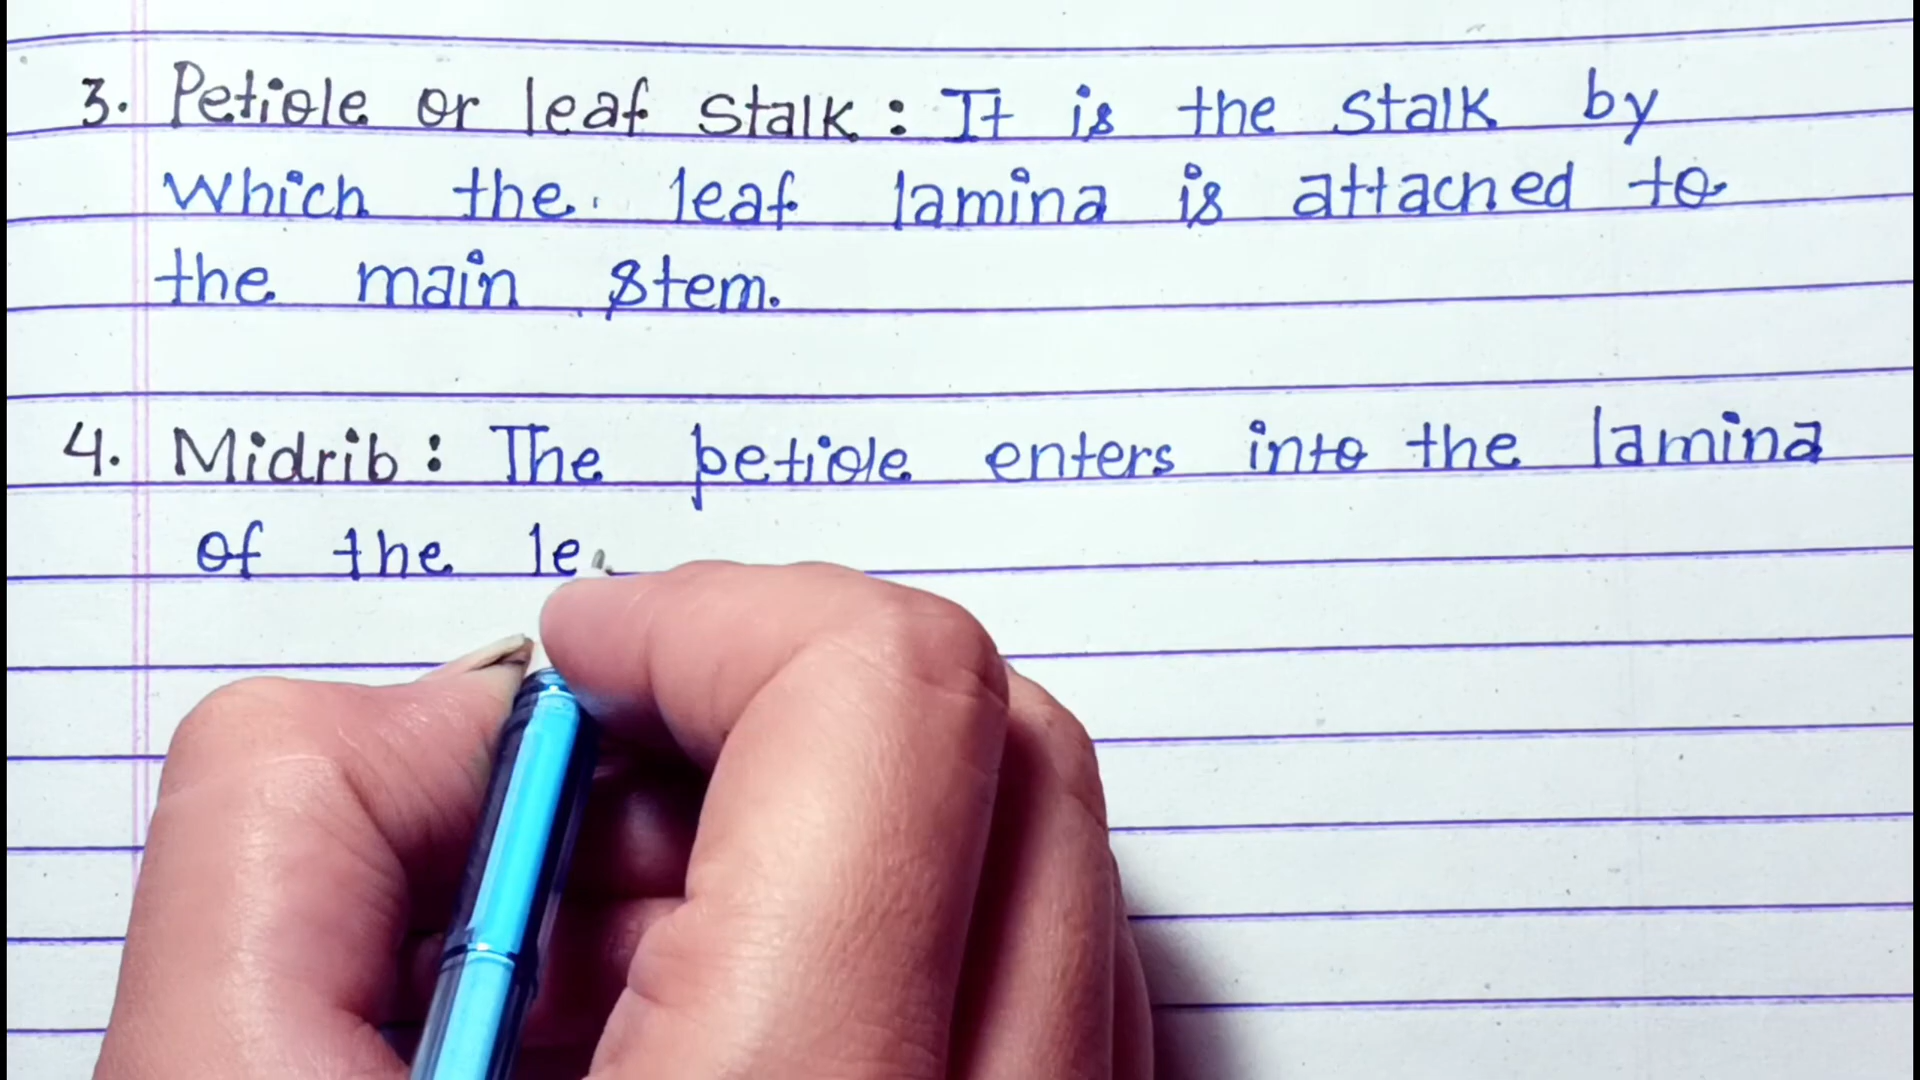 3. Petiole or leaf stalk: It is the stalk by
which the leaf lamina is attached to
the main stem.
4. Midrib: The petiole enters into the lamina
of the le